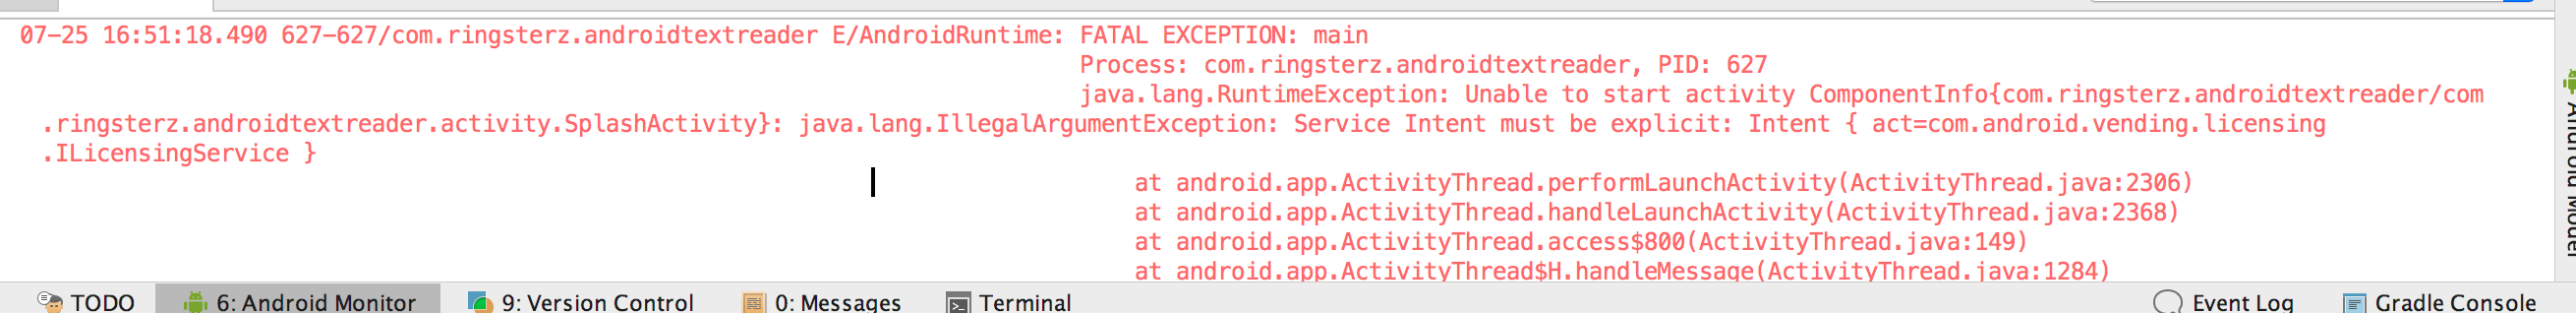 07-25 16:51:18.490 627-627/com.ringsterz.androidtextreader E/AndroidRuntime: FATAL EXCEPTION: main
Process: com.ringsterz.androidtextreader, PID: 627
java.lang.RuntimeException: Unable to start activity ComponentInfo{com.ringsterz.androidtextreader/com
.ringsterz.androidtextreader.activity.SplashActivity}: java.lang.IllegalArgumentException: Service Intent must be explicit: Intent { act=com.android.vending.licensing
.ILicensingService }
at android.app.ActivityThread.performLaunchActivity(ActivityThread.java:2306)
at android.app.ActivityThread.handleLaunchActivity(ActivityThread.java:2368)
at android.app.ActivityThread.access$800(ActivityThread.java:149)
at android.app.ActivityThread$H.handleMessage(ActivityThread.java:1284)
TODO 6: Android Monitor 9: Version Control 0: Messages Terminal Event Log Gradle Console
Android Model